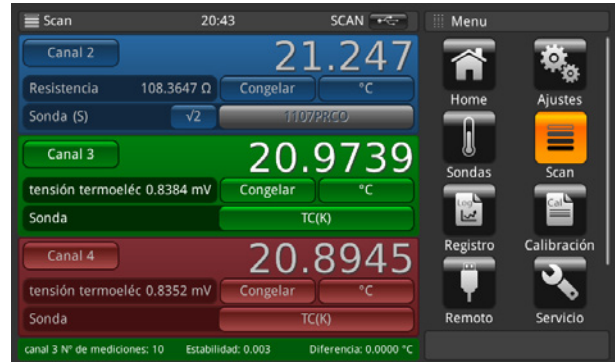 Scan 20:43 SCAN
Canal 2 21.247
Resistencia 108.3647 Ω Congelar °C
Sonda (S) √2 1107PRCO
Canal 3 20.9739
tensión termoeléc 0.8384 mV Congelar °C
Sonda TC(K)
Canal 4 20.8945
tensión termoeléc 0.8352 mV Congelar °C
Sonda TC(K)
canal 3 Nº de mediciones: 10 Estabilidad: 0.003 Diferencia: 0.0000 °C
Menu
Home Ajustes
Sondas Scan
Log Cal
Registro Calibración
Remoto Servicio